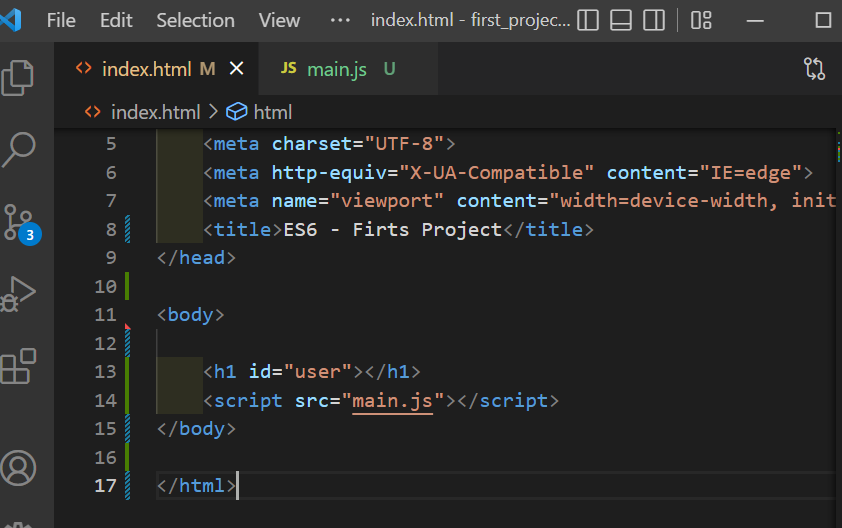 File Edit Selection View ··· index.html - first_projec...
index.html M JS main.js U
index.html > html
5 <meta charset="UTF-8">
6 <meta http-equiv="X-UA-Compatible" content="IE=edge">
7 <meta name="viewport" content="width=device-width, init
8 <title>ES6 - Firts Project</title>
9 </head>
10
11 <body>
12
13 <h1 id="user"></h1>
14 <script src="main.js"></script>
15 </body>
16
17 </html>
3